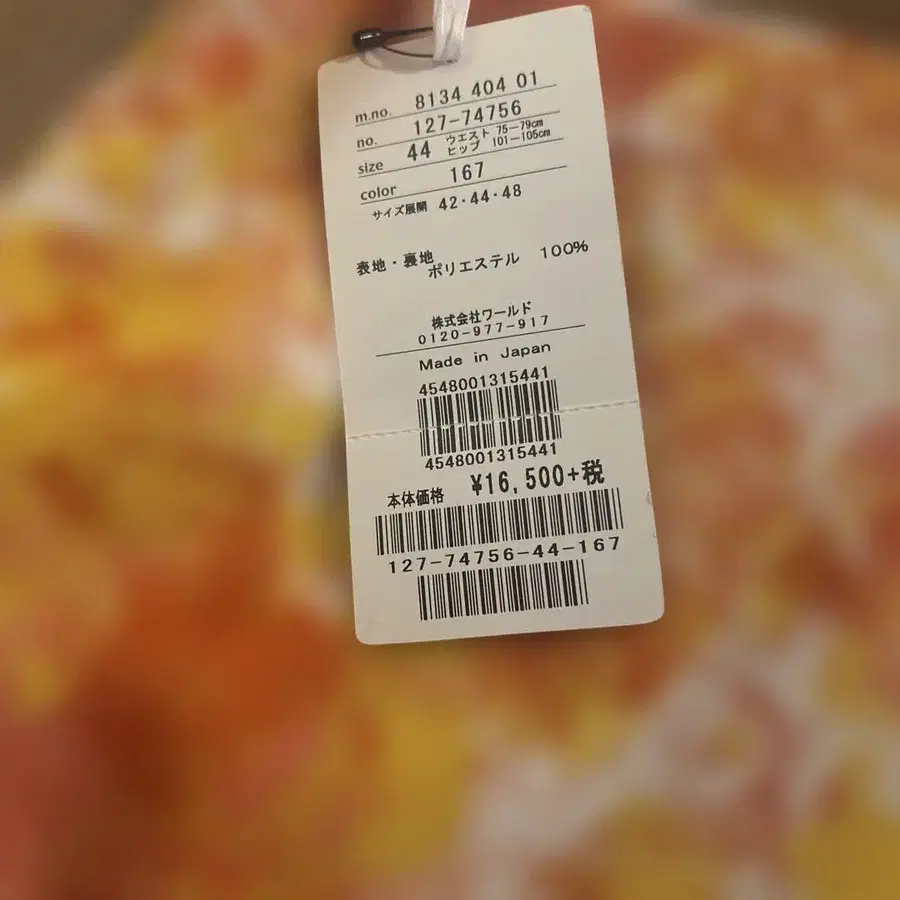 m.no. 8134 404 01
no. 127-74756
size 44 ウエスト 75-79cm
ヒップ 101-105cm
color 167
サイズ展開 42・44・48
表地・裏地
ポリエステル 100%
株式会社ワールド
0120-977-917
Made in Japan
4548001315441
4548001315441
本体価格 ¥16,500+税
127-74756-44-167